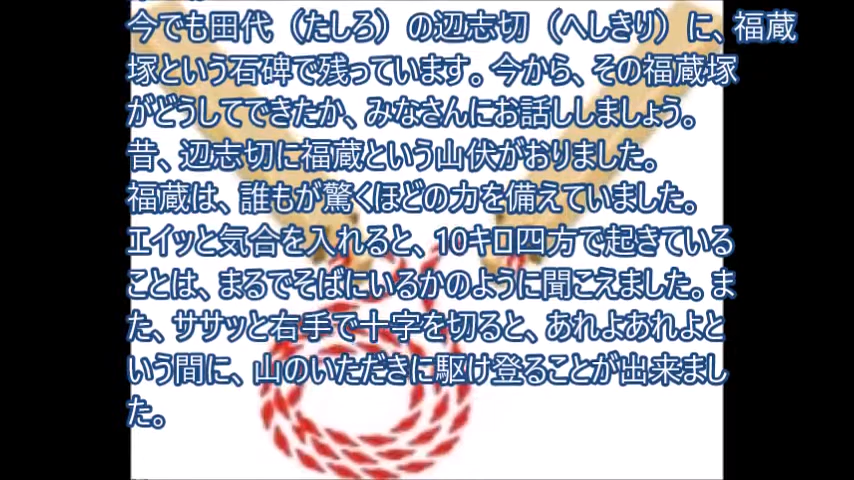 今でも田代（たしろ）の辺志切（へしきり）に、福蔵
塚という石碑で残っています。今から、その福蔵塚
がどうしてできたか、みなさんにお話ししましょう。
昔、辺志切に福蔵という山伏がおりました。
福蔵は、誰もが驚くほどの力を備えていました。
エイッと気合を入れると、10キロ四方で起きている
ことは、まるでそばにいるかのように聞こえました。ま
た、ササッと右手で十字を切ると、あれよあれよと
いう間に、山のいただきに駆け登ることが出来まし
た。